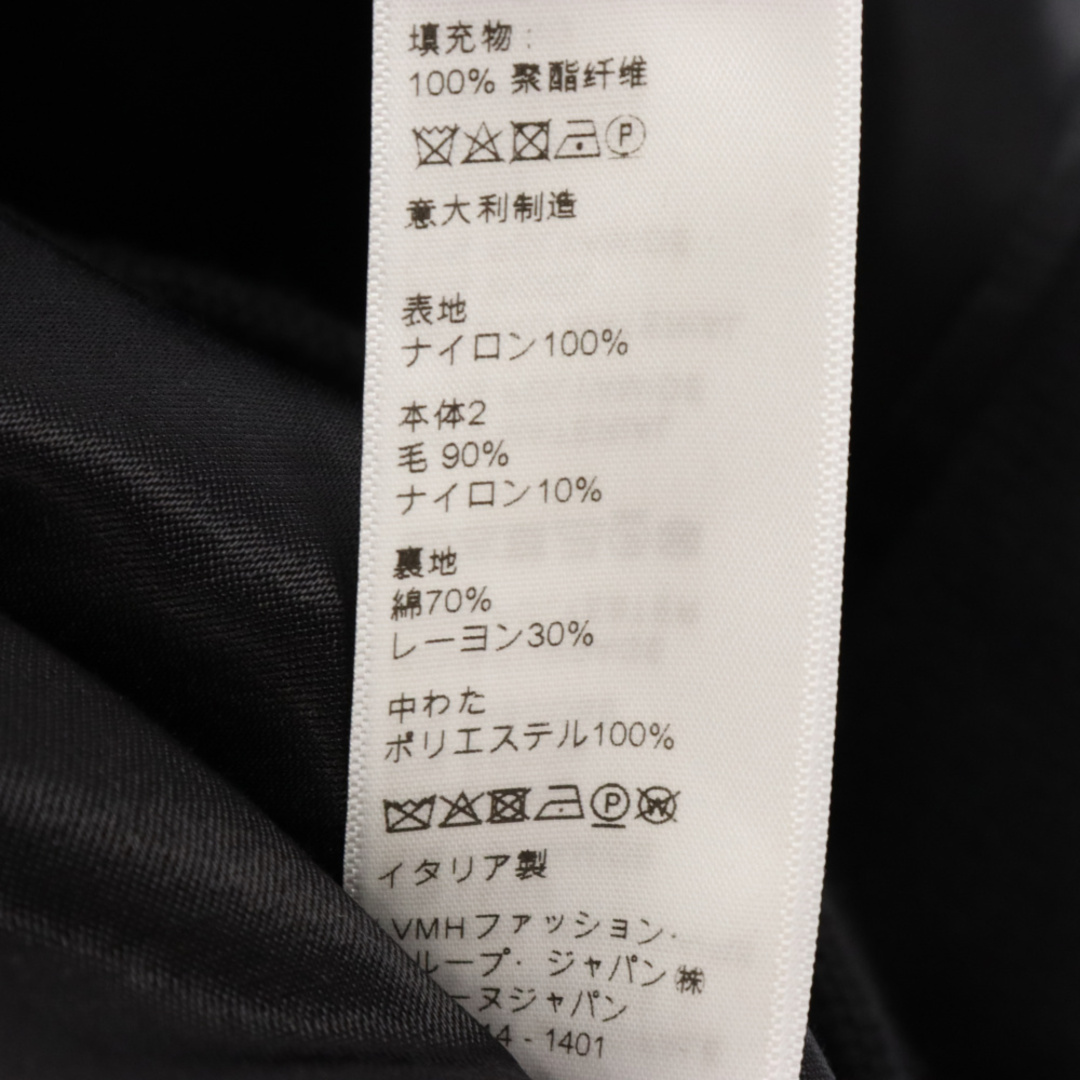 填充物：
100% 聚酯纤维
意大利制造
表地
ナイロン100%
本体2
毛 90%
ナイロン10%
裏地
綿70%
レーヨン30%
中わた
ポリエステル100%
イタリア製
VMHファッション・
ループ・ジャパン㈱
ーヌジャパン
14 - 1401